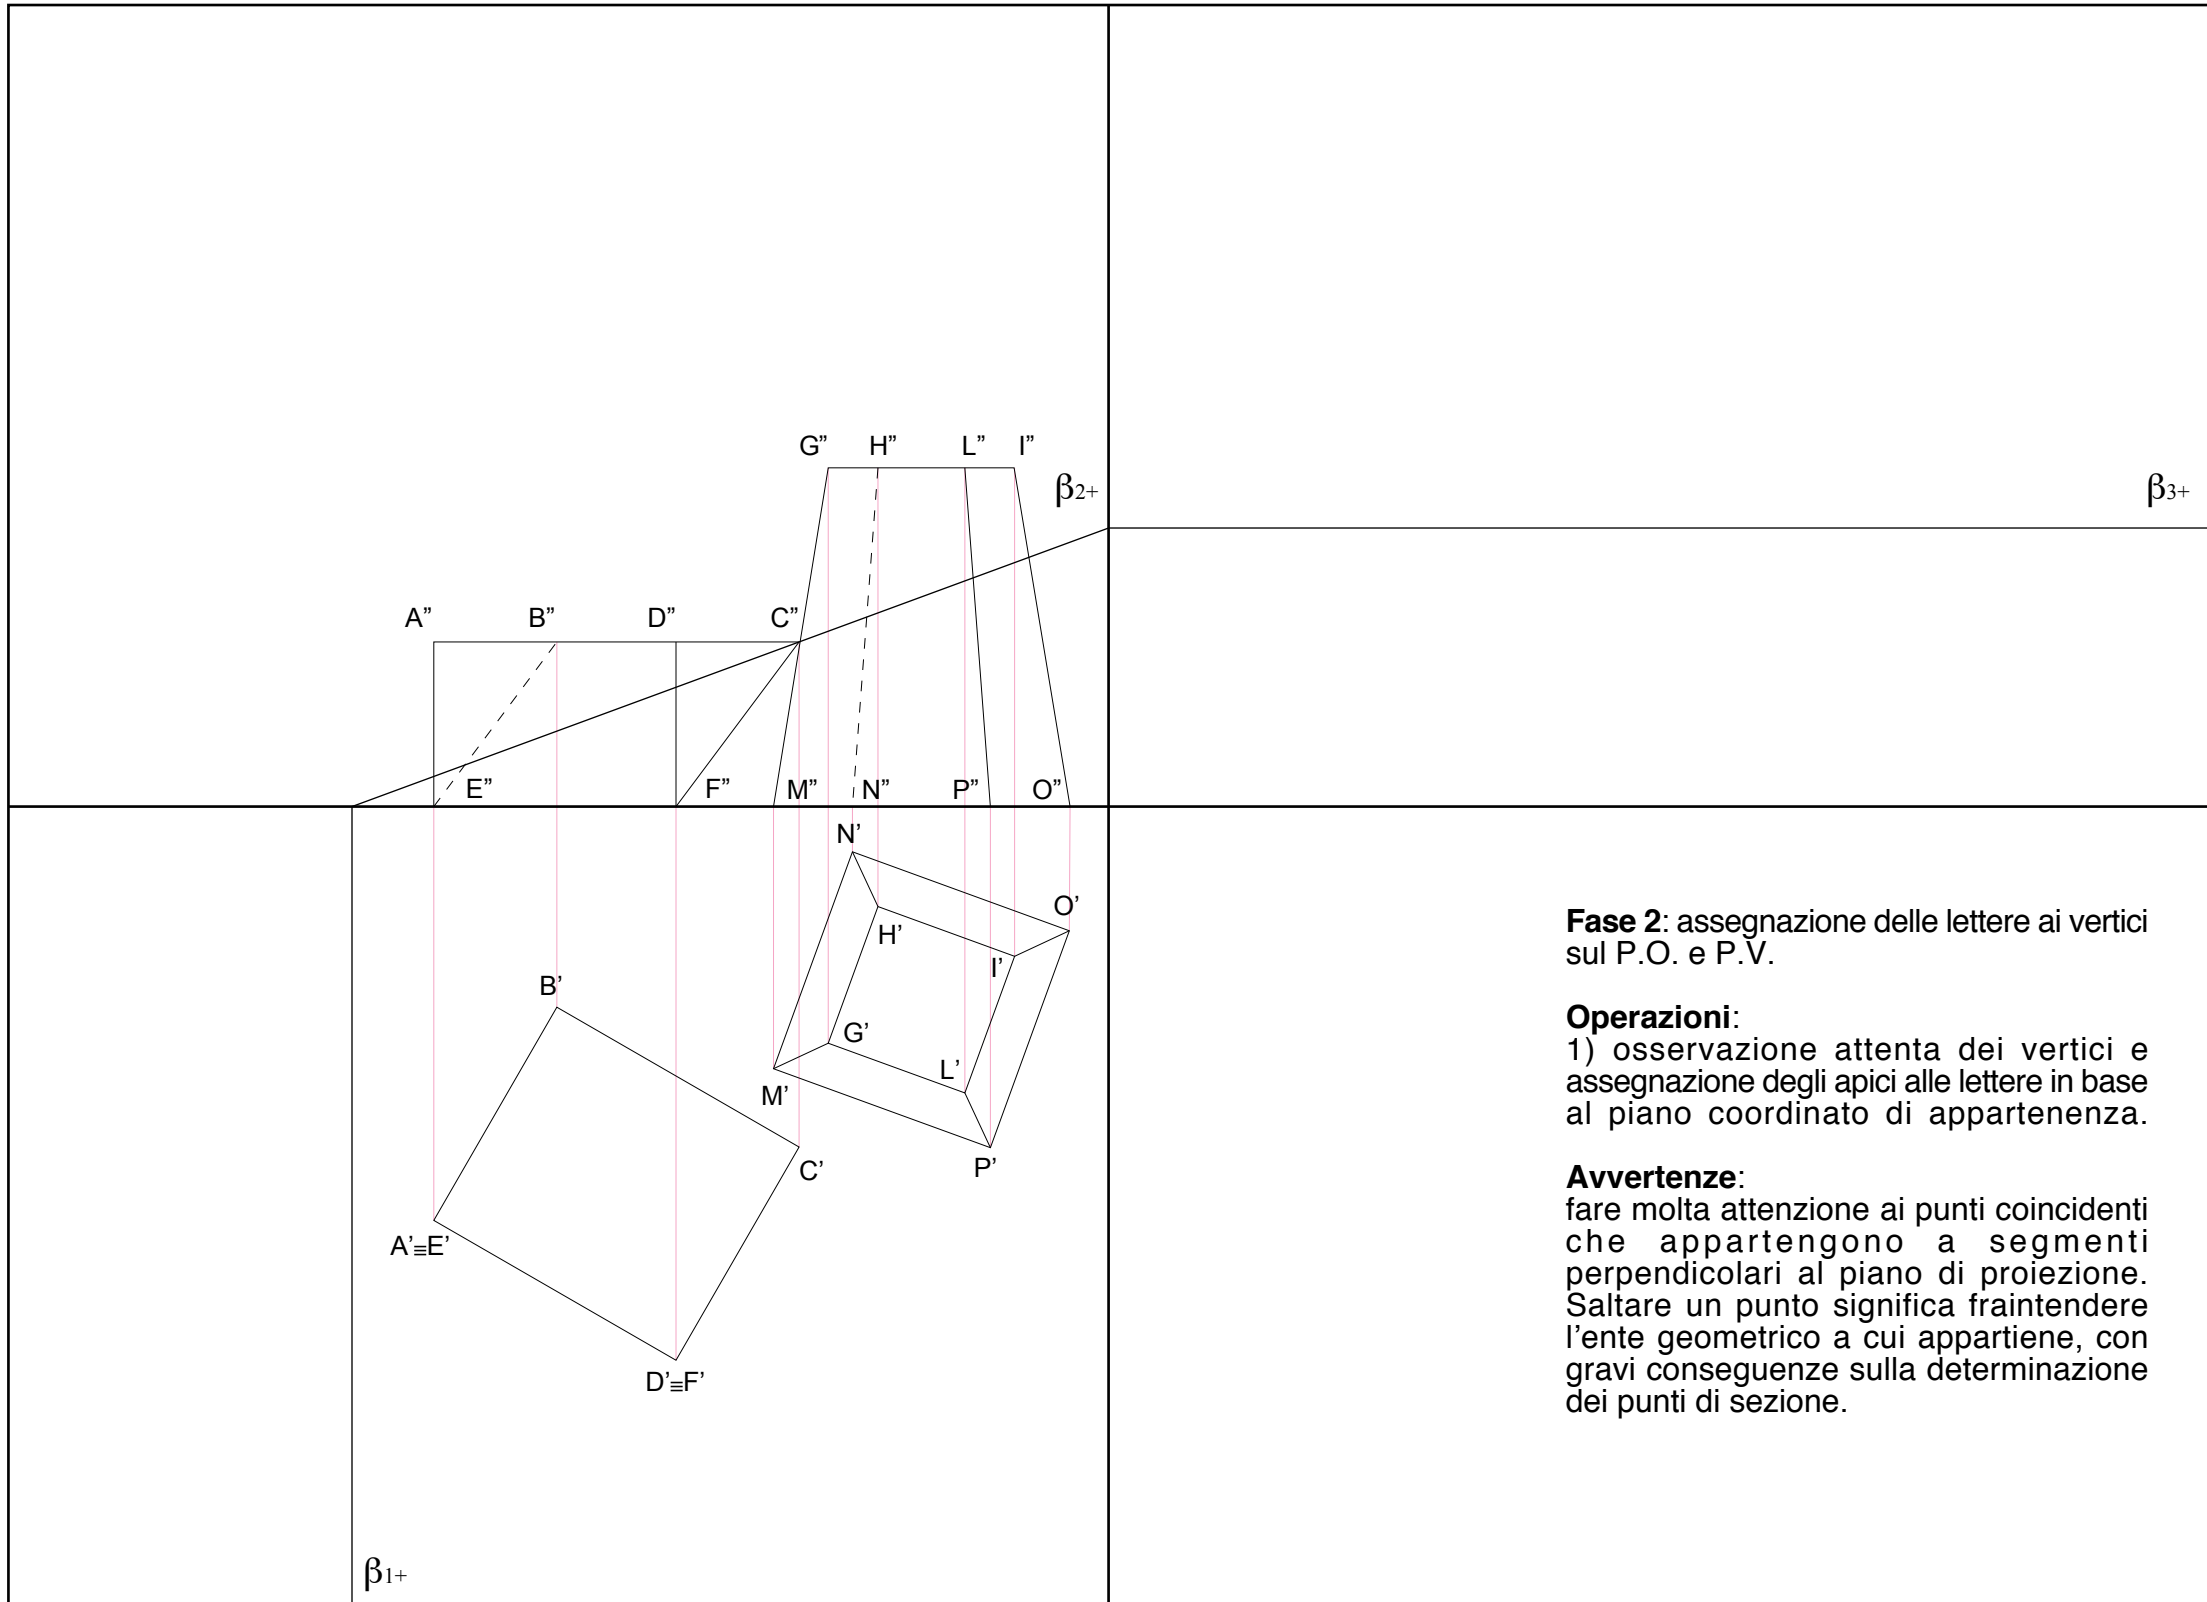 G” H” L” I”
β2+
β3+
A” B” D” C”
E” F” M” N” P” O”
N’
O’
H’
I’
B’
G’
L’
M’
P’
C’
A’≡E’
D’≡F’
β1+
Fase 2: assegnazione delle lettere ai vertici
sul P.O. e P.V.
Operazioni:
1) osservazione attenta dei vertici e
assegnazione degli apici alle lettere in base
al piano coordinato di appartenenza.
Avvertenze:
fare molta attenzione ai punti coincidenti
che appartengono a segmenti
perpendicolari al piano di proiezione.
Saltare un punto significa fraintendere
l’ente geometrico a cui appartiene, con
gravi conseguenze sulla determinazione
dei punti di sezione.